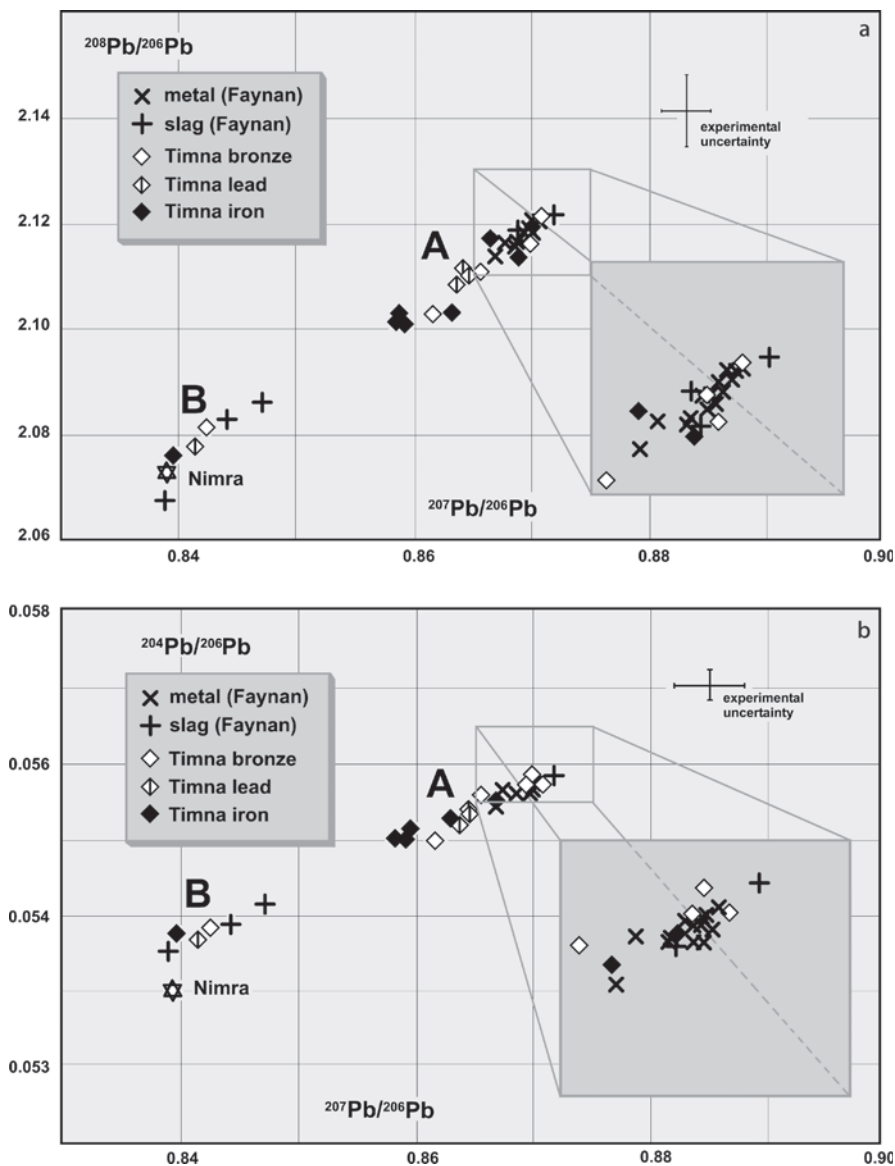 a
²⁰⁸Pb/²⁰⁶Pb
metal (Faynan)
slag (Faynan)
Timna bronze
Timna lead
Timna iron
experimental
uncertainty
2.14
2.12
2.10
2.08
2.06
A
B
Nimra
²⁰⁷Pb/²⁰⁶Pb
0.84
0.86
0.88
0.90
0.058
b
²⁰⁴Pb/²⁰⁶Pb
metal (Faynan)
slag (Faynan)
Timna bronze
Timna lead
Timna iron
experimental
uncertainty
0.056
0.054
0.053
A
B
Nimra
²⁰⁷Pb/²⁰⁶Pb
0.84
0.86
0.88
0.90